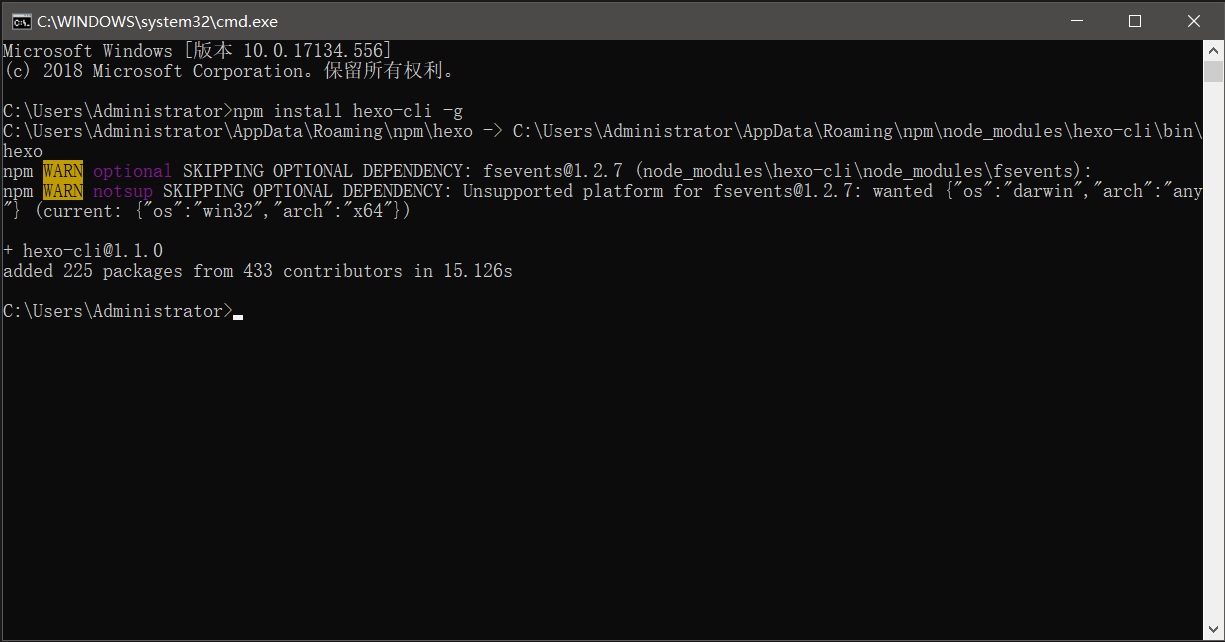 C:\WINDOWS\system32\cmd.exe
Microsoft Windows [版本 10.0.17134.556]
(c) 2018 Microsoft Corporation。保留所有权利。
C:\Users\Administrator>npm install hexo-cli -g
C:\Users\Administrator\AppData\Roaming\npm\hexo -> C:\Users\Administrator\AppData\Roaming\npm\node_modules\hexo-cli\bin\
hexo
npm WARN optional SKIPPING OPTIONAL DEPENDENCY: fsevents@1.2.7 (node_modules\hexo-cli\node_modules\fsevents):
npm WARN notsup SKIPPING OPTIONAL DEPENDENCY: Unsupported platform for fsevents@1.2.7: wanted {"os":"darwin","arch":"any
"} (current: {"os":"win32","arch":"x64"})
+ hexo-cli@1.1.0
added 225 packages from 433 contributors in 15.126s
C:\Users\Administrator>